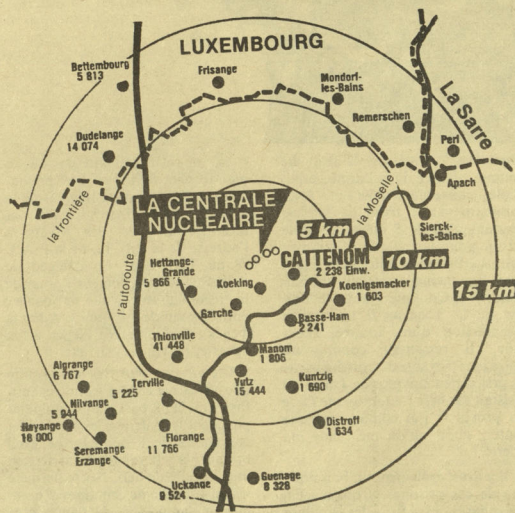 LUXEMBOURG
Bettembourg
5 813
Frisange
Mondorf-
les-Bains
Remerschen
La Sarre
Dudelange
14 074
Perl
Apach
la frontière
l'autoroute
la Moselle
LA CENTRALE
NUCLEAIRE
5 km
Sierck-
les-Bains
10 km
15 km
CATTENOM
2 238 Einw.
Hettange-
Grande
5 866
Koeking
Koenigsmacker
1 603
Garche
Basse-Ham
2 241
Thionville
41 448
Manom
1 806
Algrange
6 767
Yutz
15 444
Kuntzig
1 690
Terville
5 225
Nilvange
5 944
Hayange
18 000
Seremange
Erzange
Florange
11 766
Distroff
1 634
Uckange
9 524
Guenage
8 328